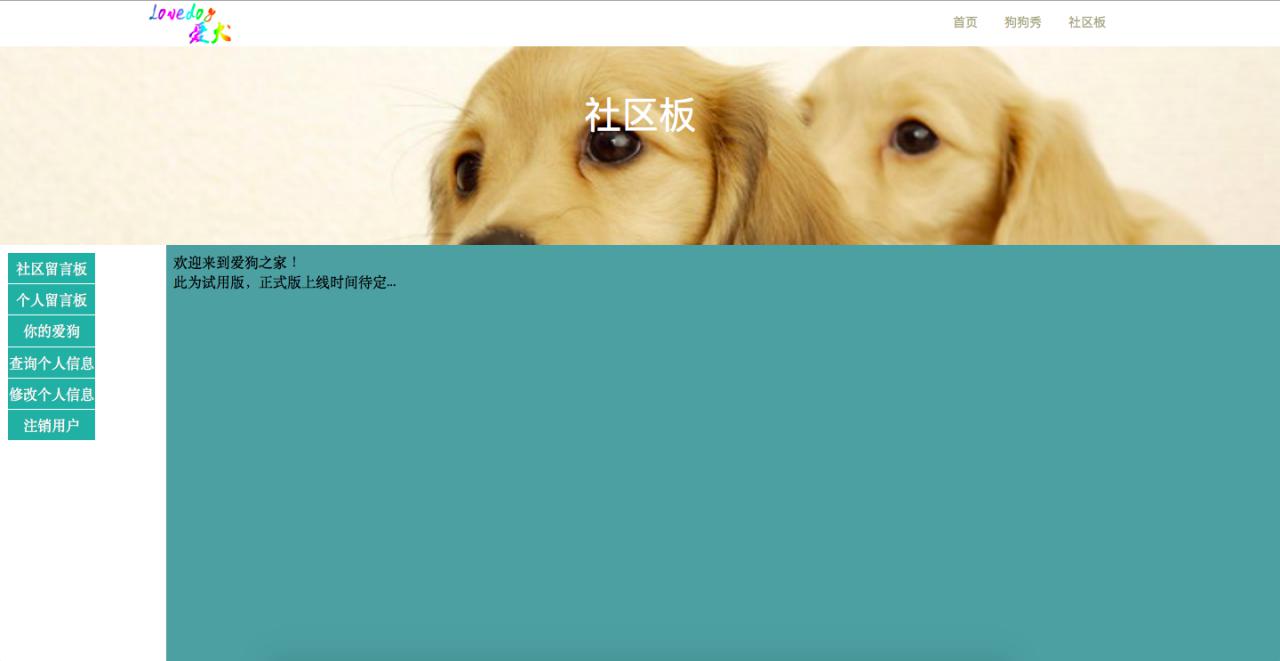 Lovedog
爱犬
首页
狗狗秀
社区板
社区板
社区留言板
个人留言板
你的爱狗
查询个人信息
修改个人信息
注销用户
欢迎来到爱狗之家！
此为试用版，正式版上线时间待定...